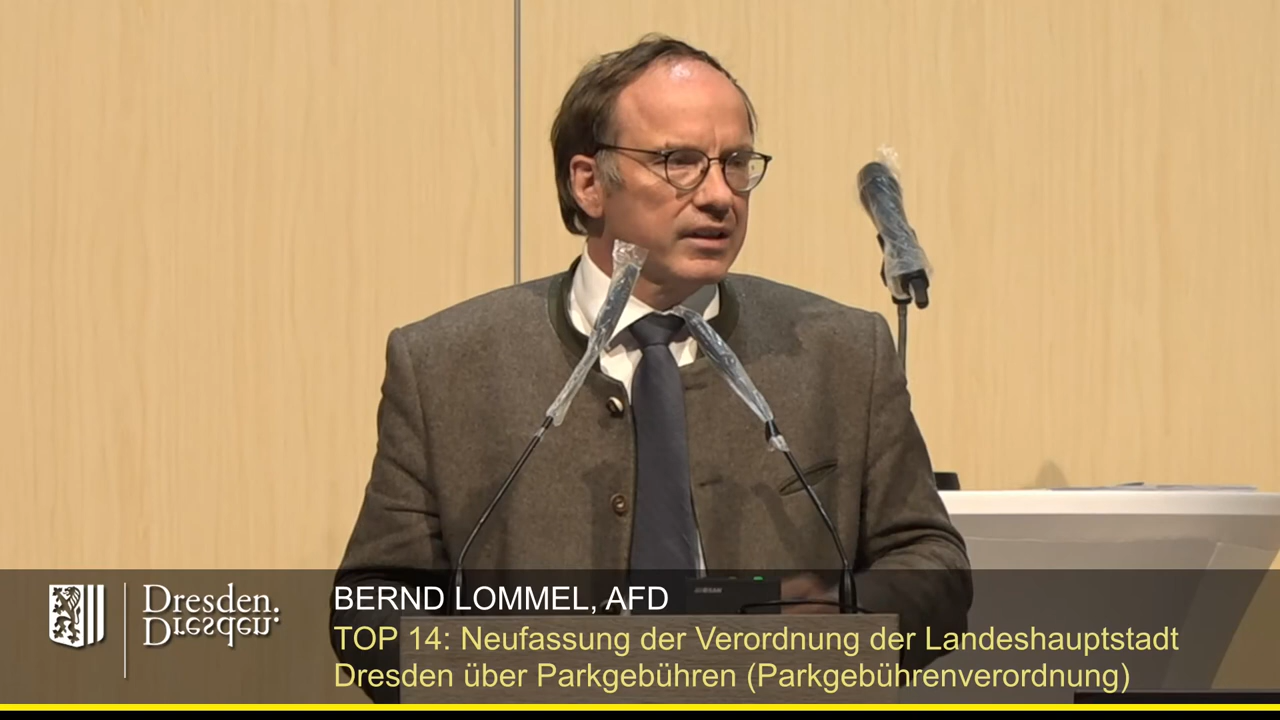 Dresden.
Dresden.
BERND LOMMEL, AFD
TOP 14: Neufassung der Verordnung der Landeshauptstadt
Dresden über Parkgebühren (Parkgebührenverordnung)